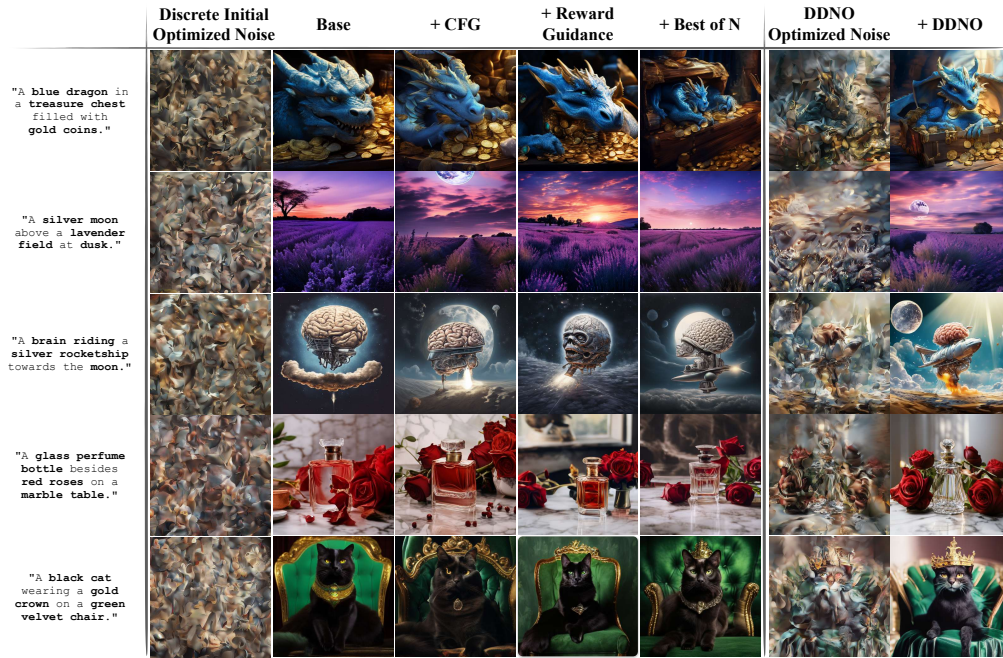 Discrete Initial
Optimized Noise
Base
+ CFG
+ Reward
Guidance
+ Best of N
DDNO
Optimized Noise
+ DDNO
"A blue dragon in
a treasure chest
filled with
gold coins."
"A silver moon
above a lavender
field at dusk."
"A brain riding a
silver rocketship
towards the moon."
"A glass perfume
bottle besides
red roses on a
marble table."
"A black cat
wearing a gold
crown on a green
velvet chair."